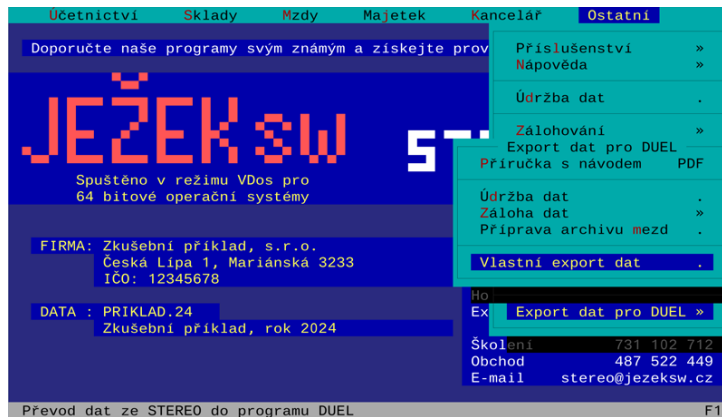 Účetnictví Sklady Mzdy Majetek Kancelář Ostatní
Doporučte naše programy svým známým a získejte prov
Příslušenství »
Nápověda »
Údržba dat .
Zálohování »
JEŽEK SW
ST
Export dat pro DUEL
Příručka s návodem PDF
Údržba dat .
Záloha dat »
Příprava archivu mezd .
Vlastní export dat .
Spuštěno v režimu VDos pro
64 bitové operační systémy
FIRMA: Zkušební příklad, s.r.o.
Česká Lípa 1, Mariánská 3233
IČO: 12345678
DATA : PRIKLAD.24
Zkušební příklad, rok 2024
Ho
Ex Export dat pro DUEL »
Školení 731 102 712
Obchod 487 522 449
E-mail stereo@jezeksw.cz
Převod dat ze STEREO do programu DUEL F1